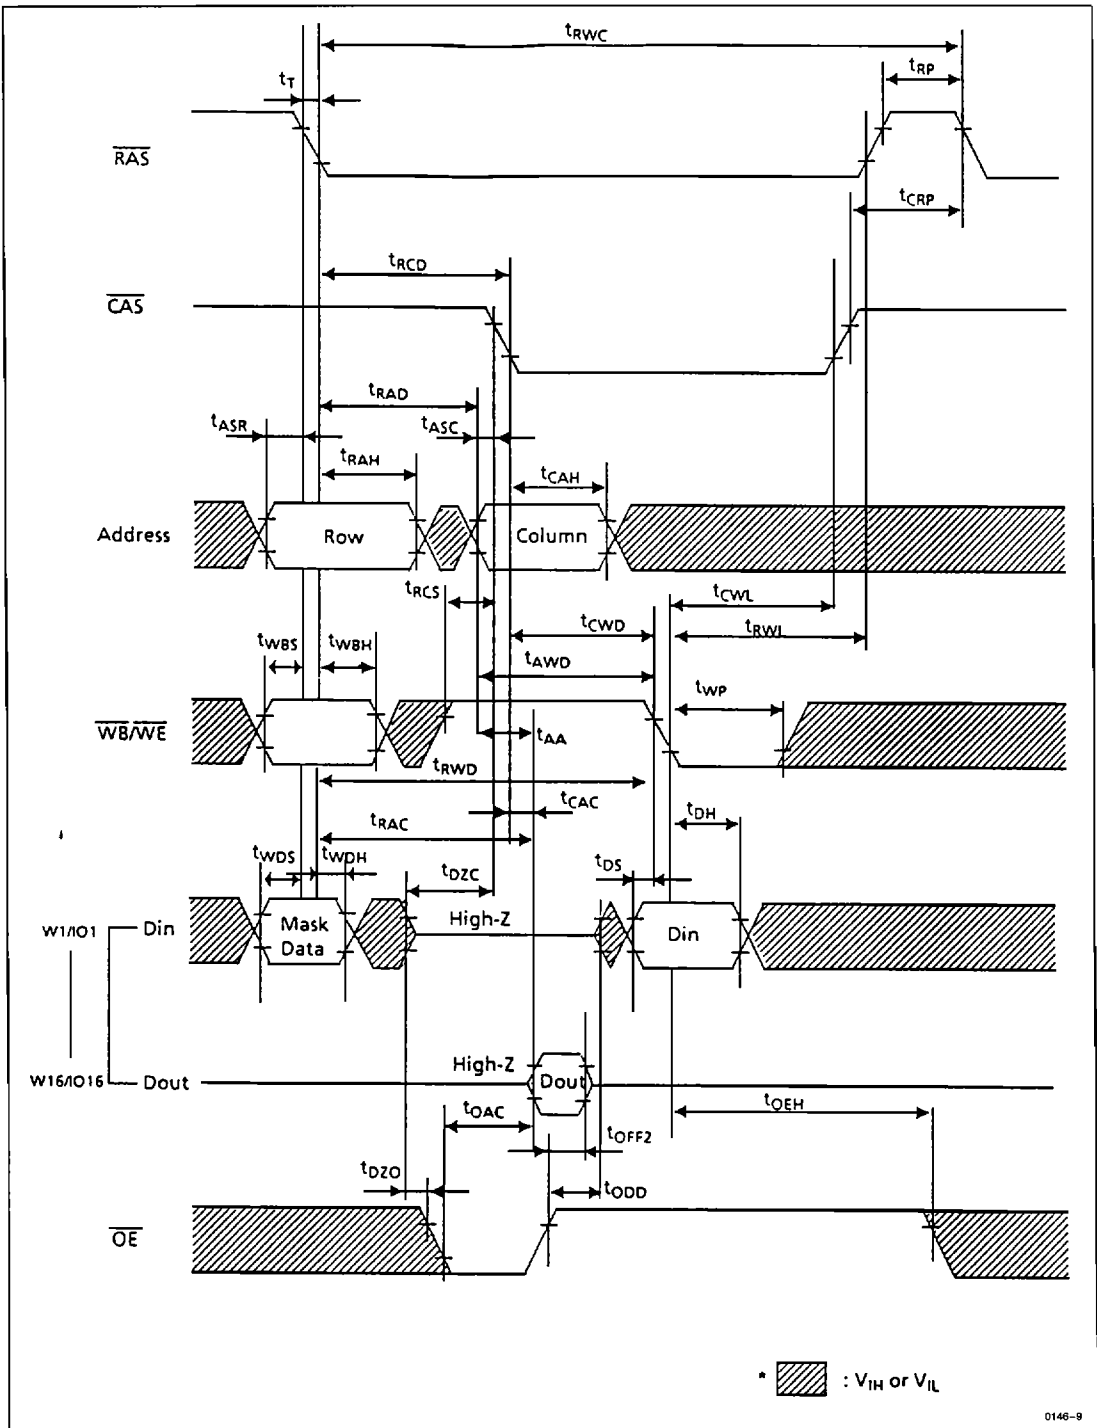 tRWC
tRP
tT
RAS
tCRP
tRCD
CAS
tRAD
tASR
tASC
tRAH
tCAH
Address
Row
Column
tRCS
tCWL
tCWD
tRWL
tWBS
tWBH
tAWD
tWP
WB/WE
tAA
tRWD
tCAC
tDH
tRAC
tWDS
tWDH
tDZC
tDS
W1/IO1
Din
Mask
Data
High-Z
Din
High-Z
W16/IO16
Dout
Dout
tOAC
tOEH
tOFF2
tDZO
tODD
OE
* : VIH or VIL
0146-9